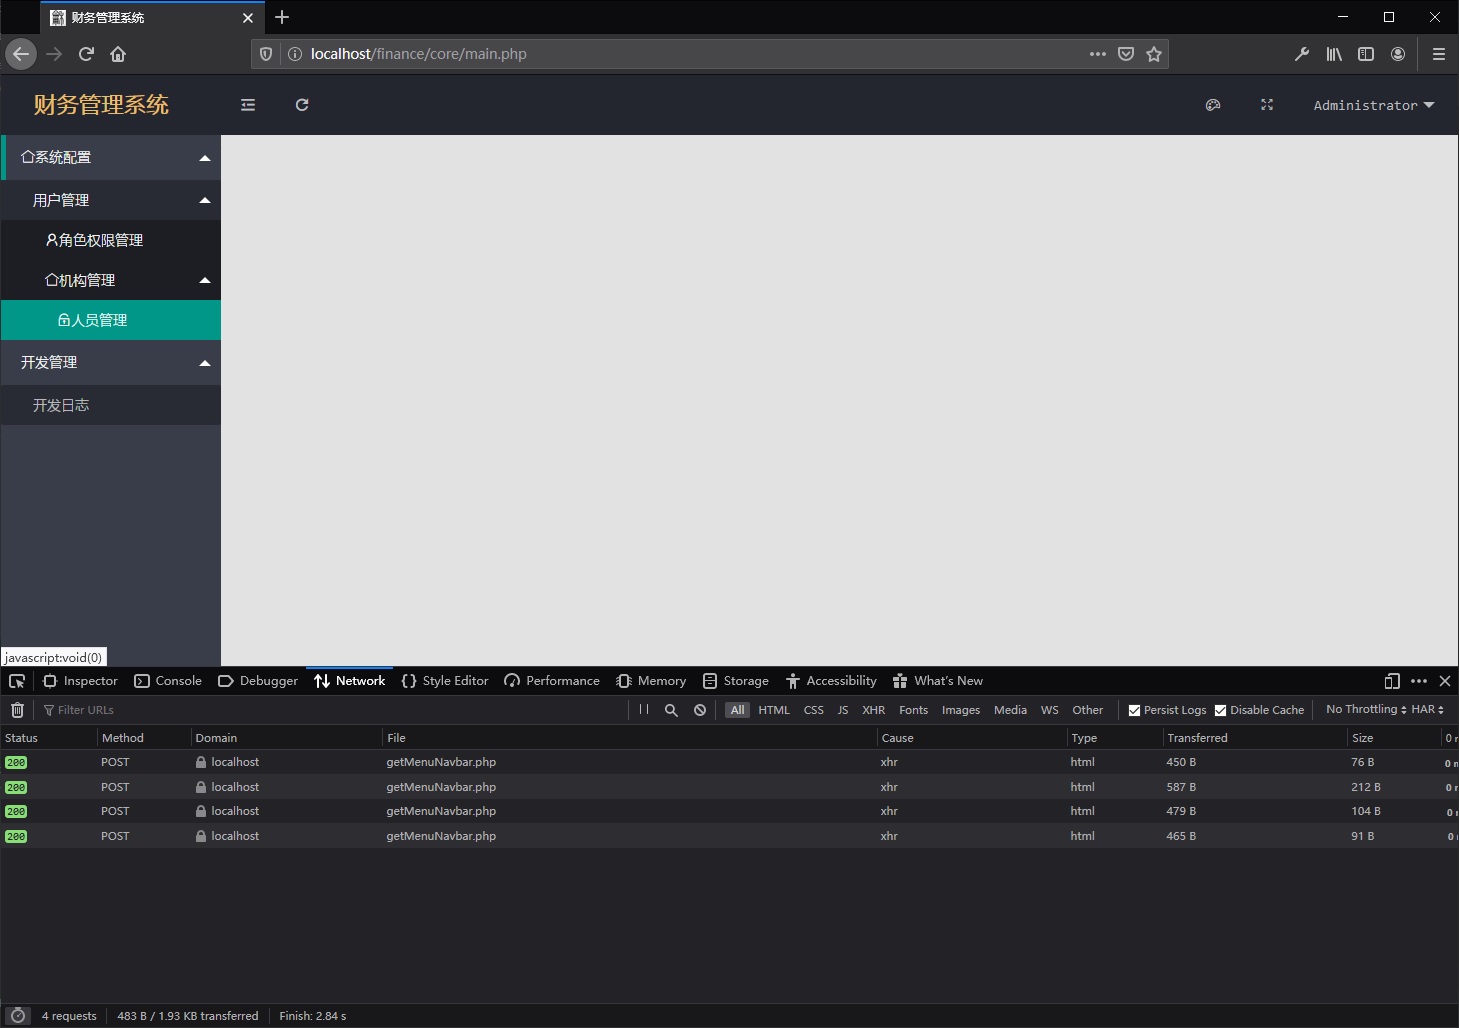 财务管理系统
localhost/finance/core/main.php
财务管理系统
Administrator
系统配置
用户管理
角色权限管理
机构管理
人员管理
开发管理
开发日志
javascript:void(0)
Inspector Console Debugger Network Style Editor Performance Memory Storage Accessibility What's New
Filter URLs All HTML CSS JS XHR Fonts Images Media WS Other Persist Logs Disable Cache No Throttling HAR
Status Method Domain File Cause Type Transferred Size 0
200 POST localhost getMenuNavbar.php xhr html 450 B 76 B 0
200 POST localhost getMenuNavbar.php xhr html 587 B 212 B 0
200 POST localhost getMenuNavbar.php xhr html 479 B 104 B 0
200 POST localhost getMenuNavbar.php xhr html 465 B 91 B 0
4 requests 483 B / 1.93 KB transferred Finish: 2.84 s